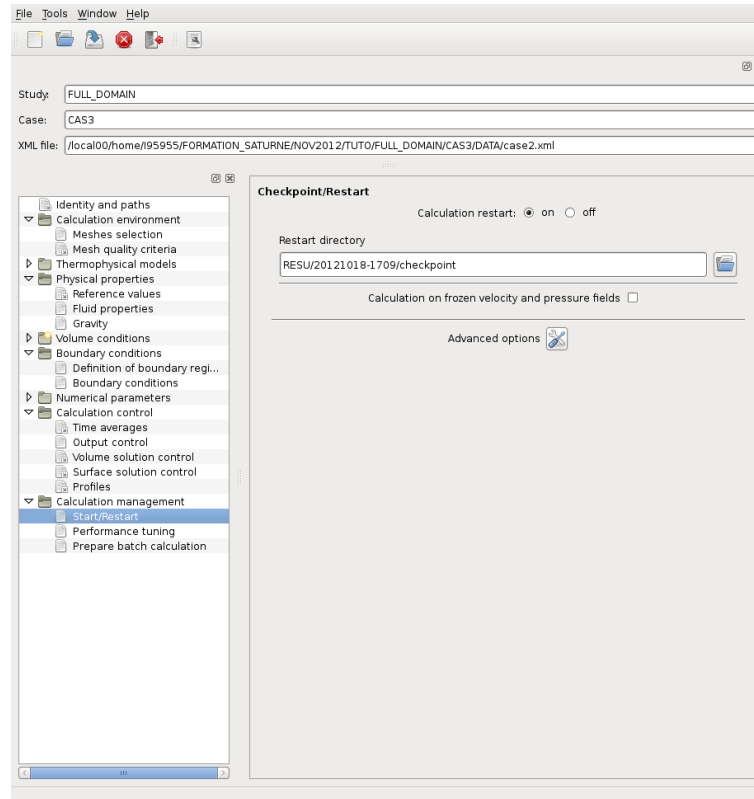 File Tools Window Help
Study: FULL_DOMAIN
Case: CAS3
XML file: /local00/home/I95955/FORMATION_SATURNE/NOV2012/TUTO/FULL_DOMAIN/CAS3/DATA/case2.xml
Identity and paths
Calculation environment
Meshes selection
Mesh quality criteria
Thermophysical models
Physical properties
Reference values
Fluid properties
Gravity
Volume conditions
Boundary conditions
Definition of boundary regi...
Boundary conditions
Numerical parameters
Calculation control
Time averages
Output control
Volume solution control
Surface solution control
Profiles
Calculation management
Start/Restart
Performance tuning
Prepare batch calculation
Checkpoint/Restart
Calculation restart: on off
Restart directory
RESU/20121018-1709/checkpoint
Calculation on frozen velocity and pressure fields
Advanced options